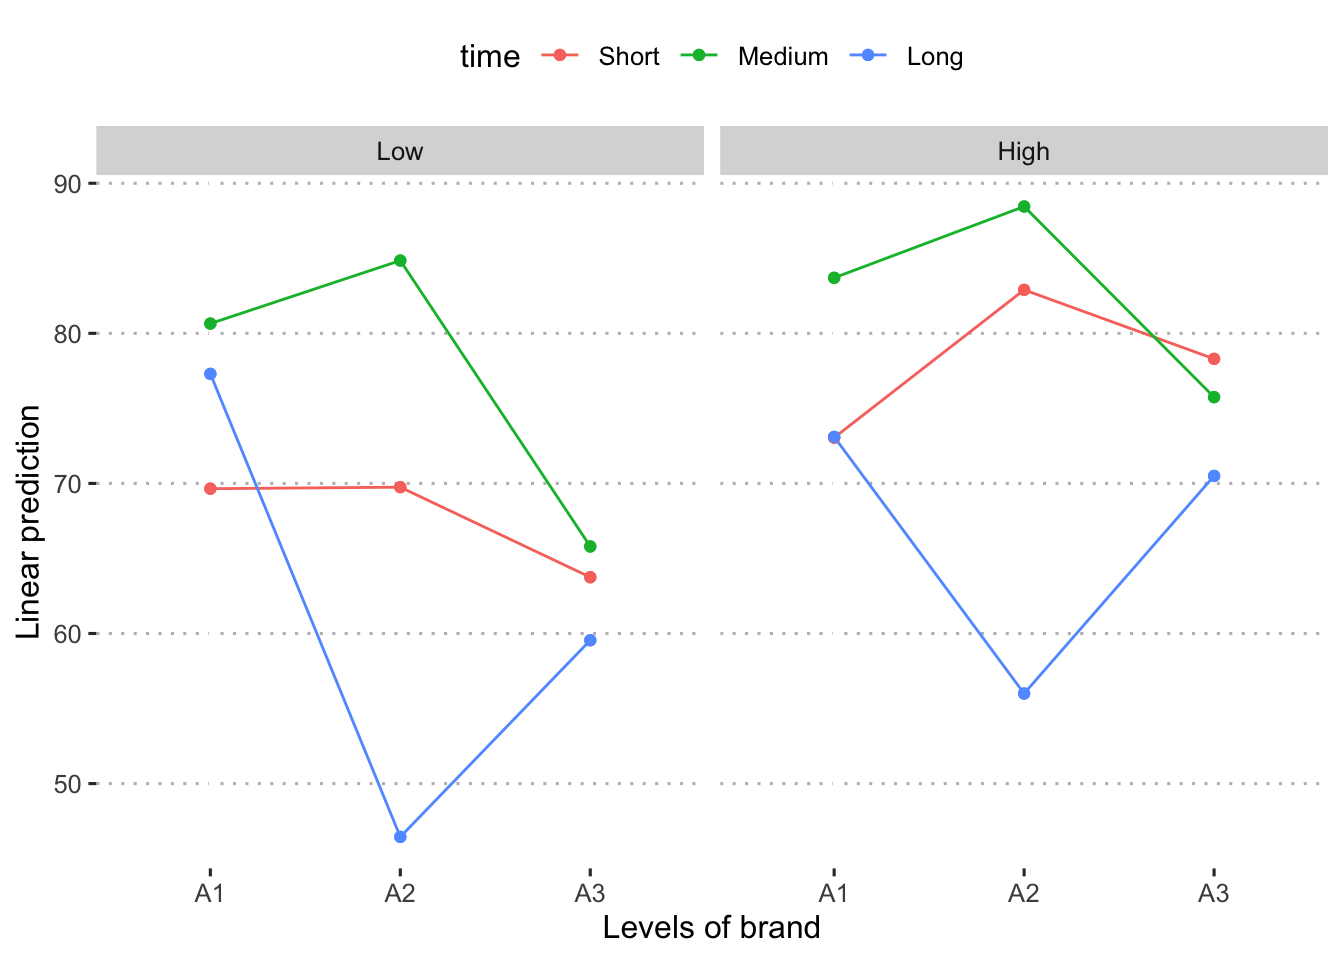 time Short Medium Long
Low High
90
80
70
60
50
Linear prediction
A1 A2 A3 A1 A2 A3
Levels of brand